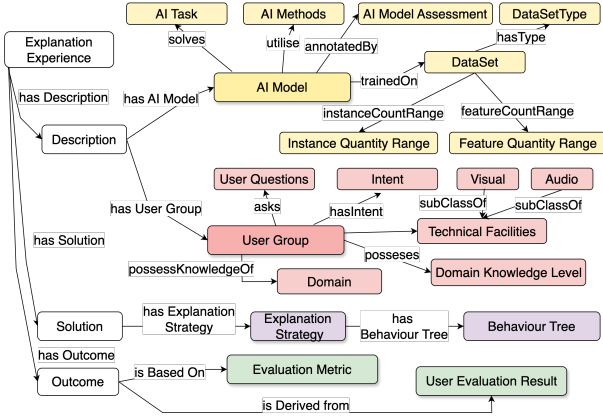 AI Task
AI Methods
AI Model Assessment
DataSetType
Explanation
Experience
solves
utilise
annotatedBy
hasType
trainedOn
DataSet
has Description
has AI Model
AI Model
instanceCountRange
featureCountRange
Description
Instance Quantity Range
Feature Quantity Range
User Questions
Intent
Visual
Audio
has User Group
asks
hasIntent
subClassOf
subClassOf
has Solution
User Group
Technical Facilities
possessKnowledgeOf
posseses
Domain
Domain Knowledge Level
Solution
has Explanation
Strategy
Explanation
Strategy
has
Behaviour Tree
Behaviour Tree
has Outcome
Outcome
is Based On
Evaluation Metric
User Evaluation Result
is Derived from